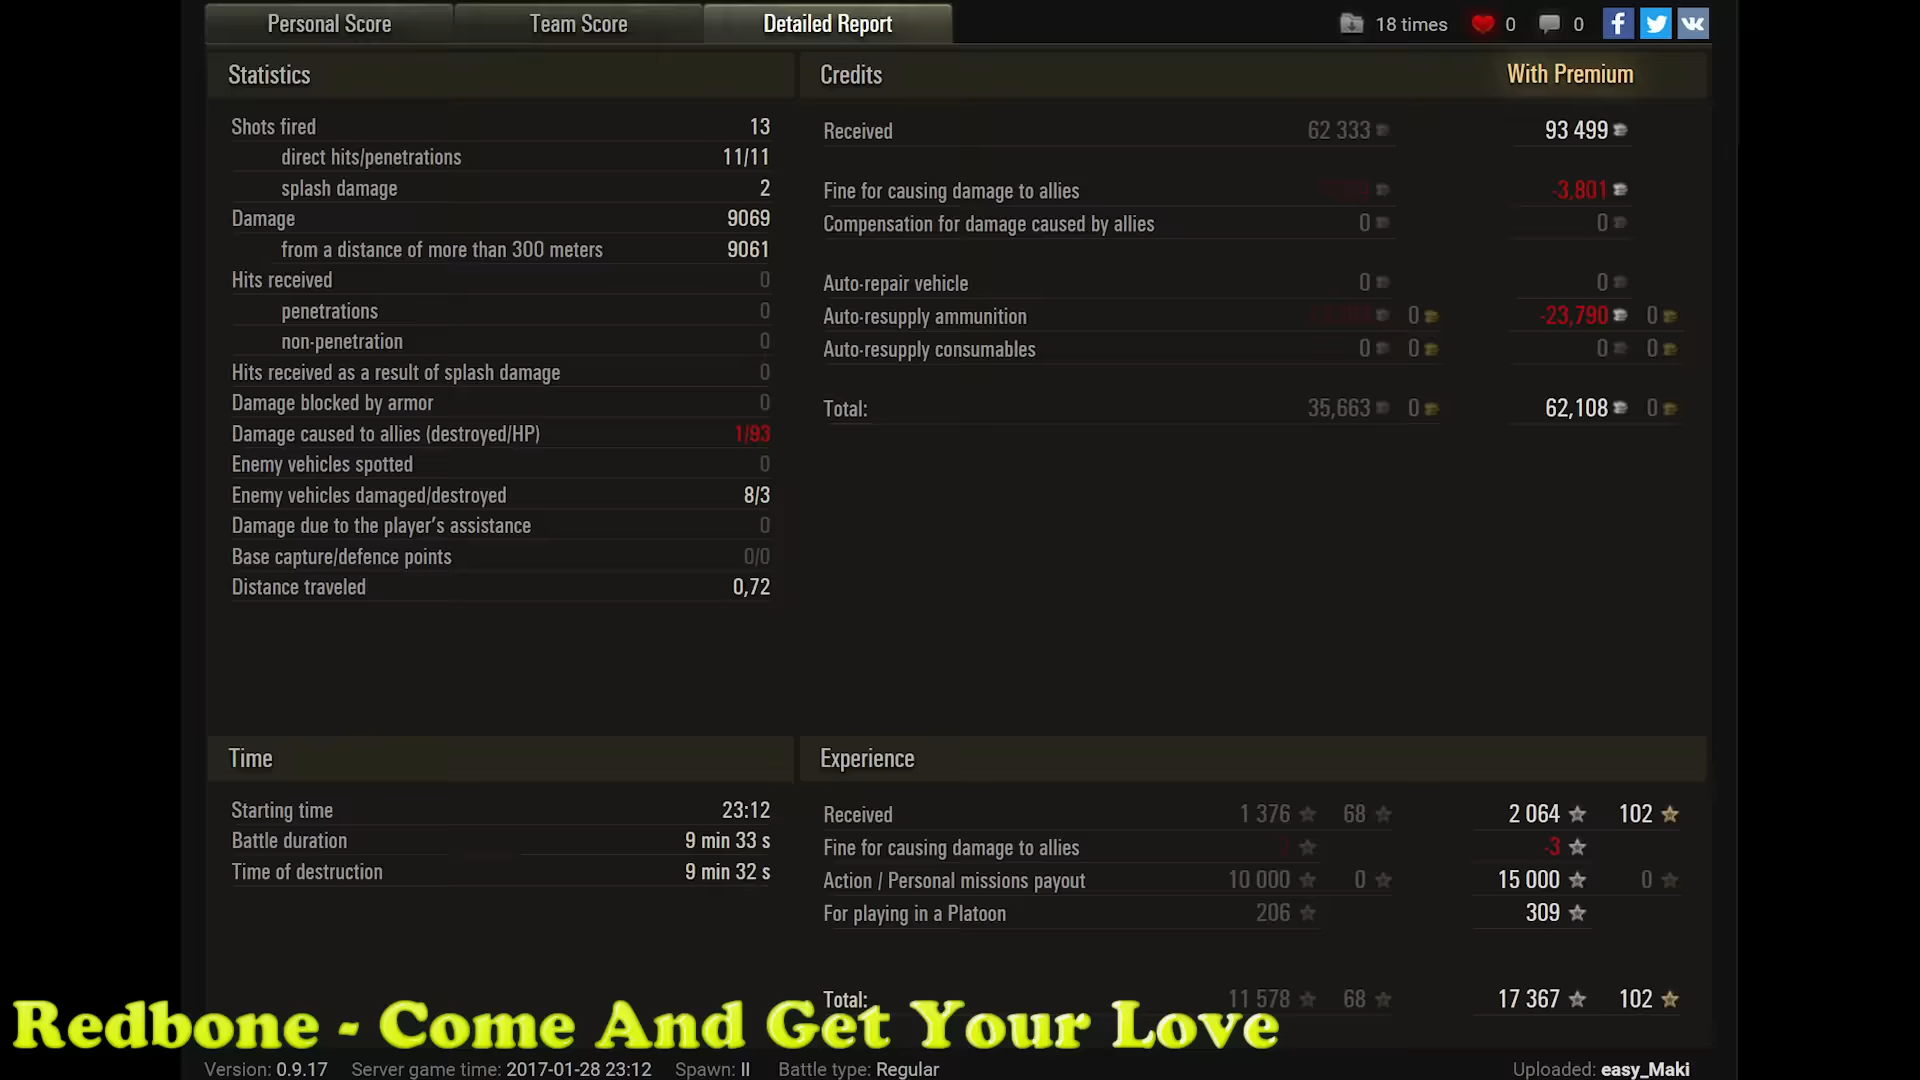 Personal Score Team Score Detailed Report 18 times 0 0
Statistics
Shots fired 13
direct hits/penetrations 11/11
splash damage 2
Damage 9069
from a distance of more than 300 meters 9061
Hits received 0
penetrations 0
non-penetration 0
Hits received as a result of splash damage 0
Damage blocked by armor 0
Damage caused to allies (destroyed/HP) 1/93
Enemy vehicles spotted 0
Enemy vehicles damaged/destroyed 8/3
Damage due to the player's assistance 0
Base capture/defence points 0/0
Distance traveled 0,72
Credits With Premium
Received 62 333 93 499
Fine for causing damage to allies -3,801
Compensation for damage caused by allies 0 0
Auto-repair vehicle 0 0
Auto-resupply ammunition 0 -23,790 0
Auto-resupply consumables 0 0 0 0
Total: 35,663 0 62,108 0
Time
Starting time 23:12
Battle duration 9 min 33 s
Time of destruction 9 min 32 s
Experience
Received 1 376 68 2 064 102
Fine for causing damage to allies -3
Action / Personal missions payout 10 000 0 15 000 0
For playing in a Platoon 206 309
Total: 11 578 68 17 367 102
Redbone - Come And Get Your Love
Version: 0.9.17 Server game time: 2017-01-28 23:12 Spawn: II Battle type: Regular Uploaded: easy_Maki